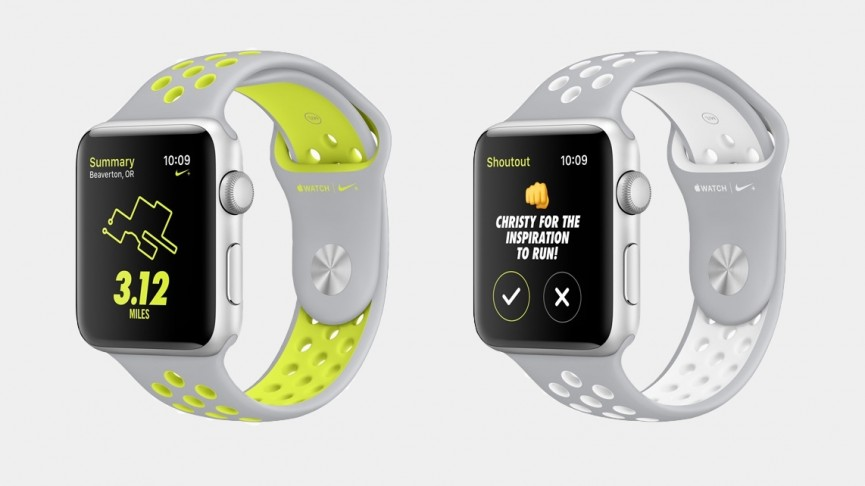 Summary 10:09
Beaverton, OR
3.12
MILES
WATCH
Shoutout 10:09
CHRISTY FOR THE
INSPIRATION
TO RUN!
WATCH